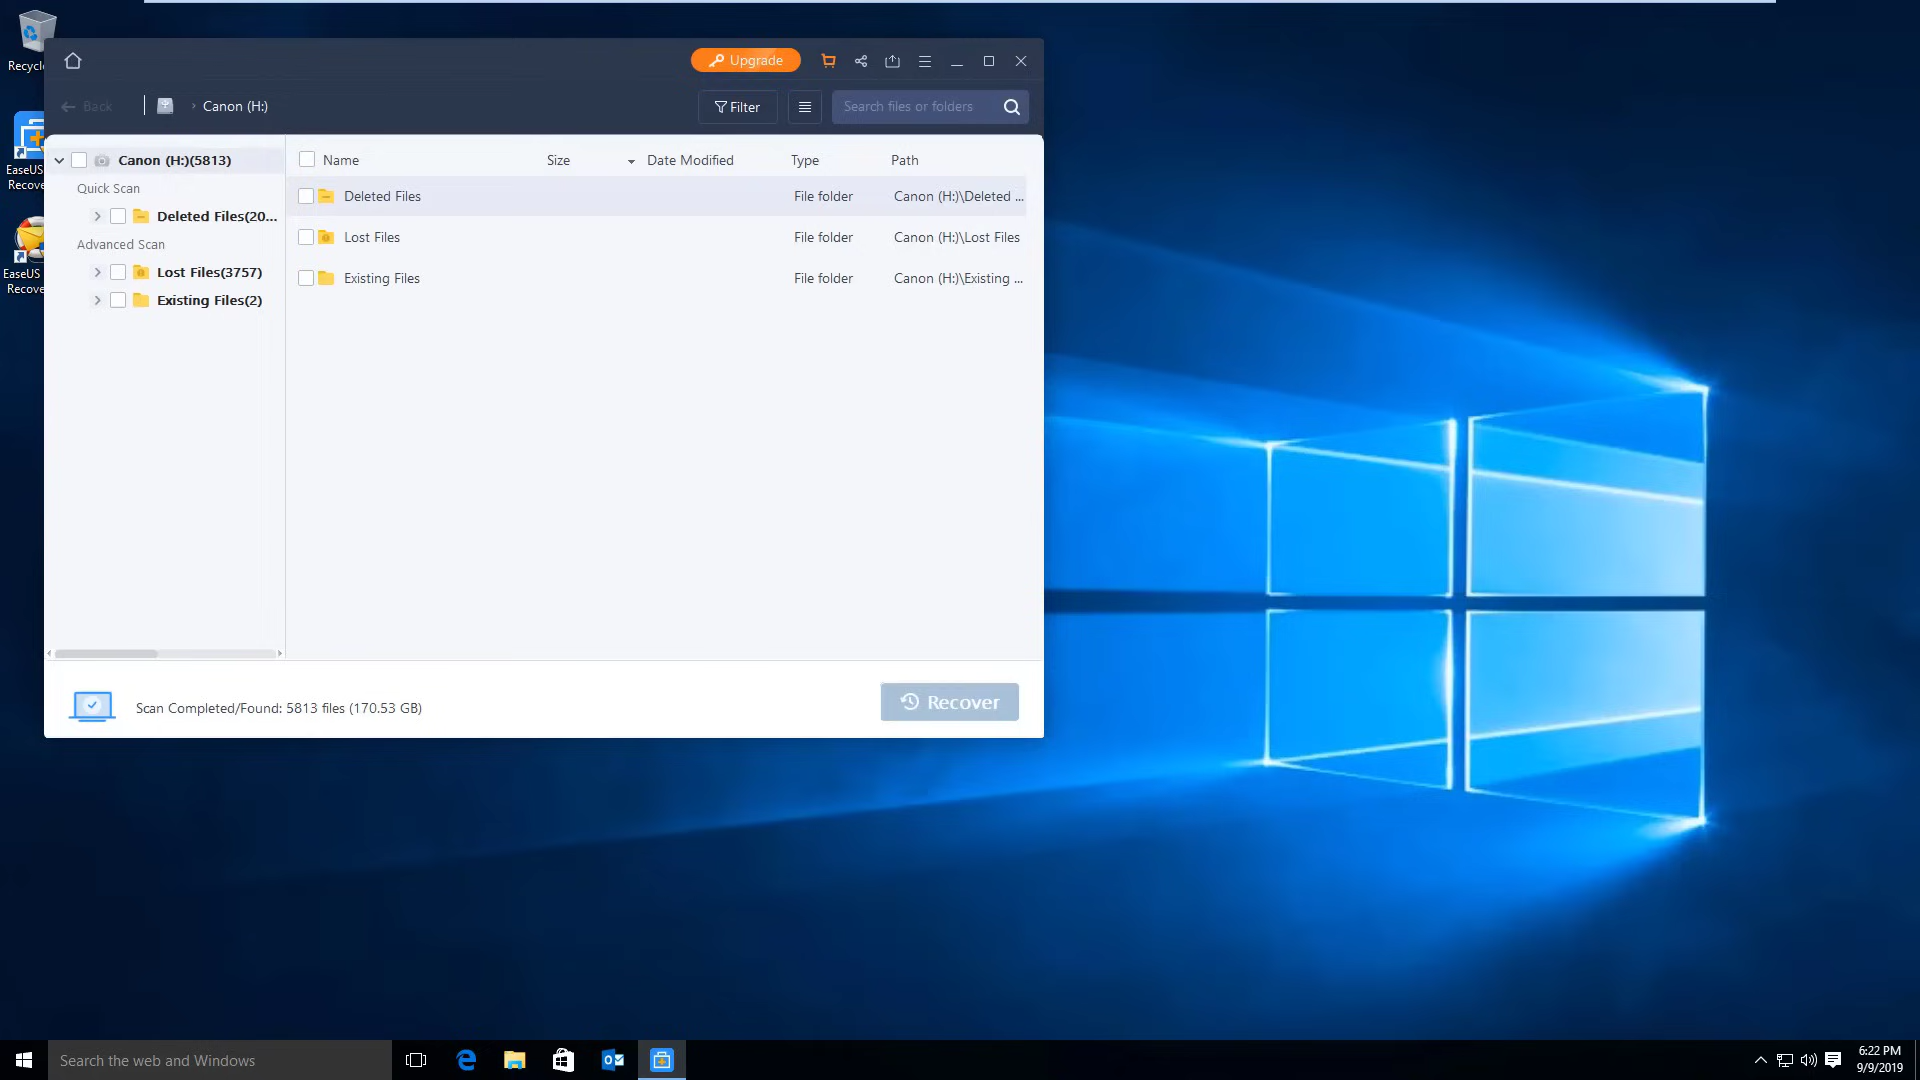 Recycle
EaseUS
Recove
EaseUS
Recove
Upgrade
Back
Canon (H:)
Filter
Search files or folders
Canon (H:)(5813)
Quick Scan
Deleted Files(20...
Advanced Scan
Lost Files(3757)
Existing Files(2)
Name Size Date Modified Type Path
Deleted Files File folder Canon (H:)\Deleted ...
Lost Files File folder Canon (H:)\Lost Files
Existing Files File folder Canon (H:)\Existing ...
Scan Completed/Found: 5813 files (170.53 GB)
Recover
Search the web and Windows
6:22 PM
9/9/2019